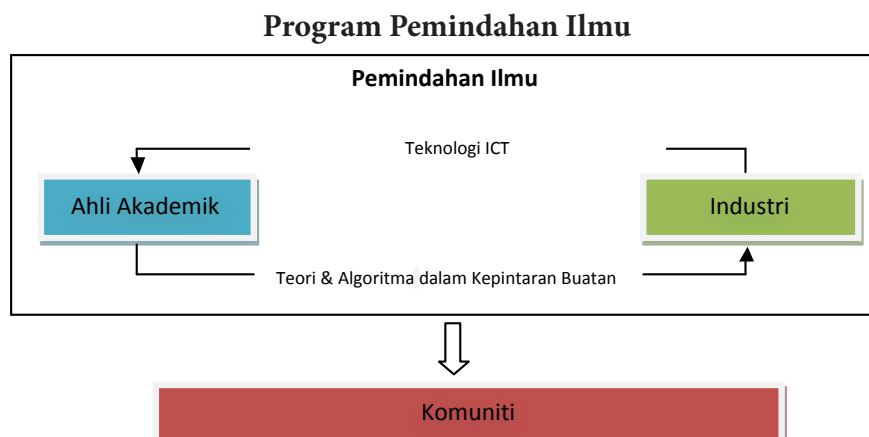 Program Pemindahan Ilmu
Pemindahan Ilmu
Teknologi ICT
Ahli Akademik
Industri
Teori & Algoritma dalam Kepintaran Buatan
Komuniti